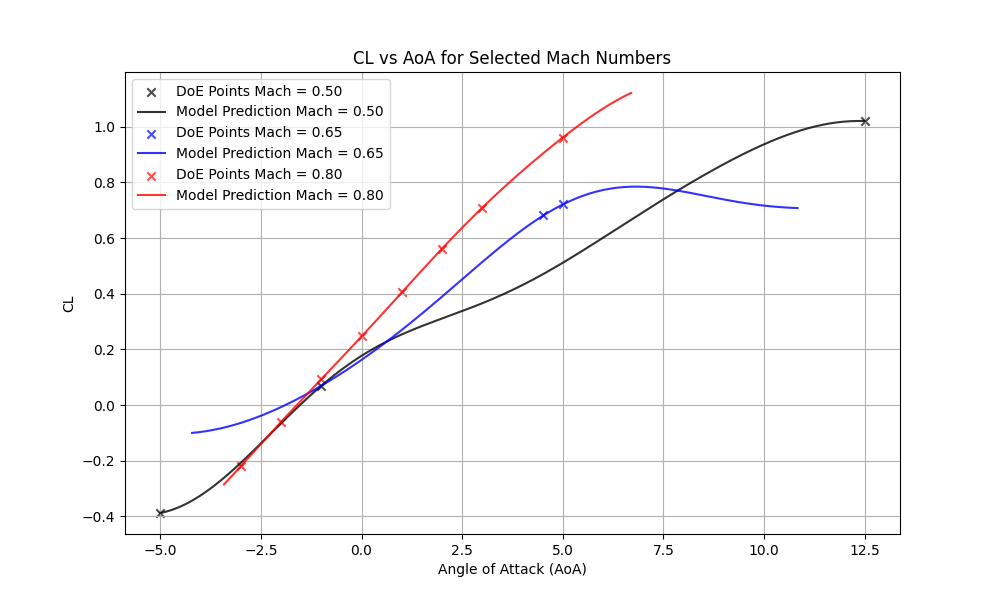 CL vs AoA for Selected Mach Numbers
DoE Points Mach = 0.50
Model Prediction Mach = 0.50
DoE Points Mach = 0.65
Model Prediction Mach = 0.65
DoE Points Mach = 0.80
Model Prediction Mach = 0.80
CL
1.0
0.8
0.6
0.4
0.2
0.0
−0.2
−0.4
−5.0 −2.5 0.0 2.5 5.0 7.5 10.0 12.5
Angle of Attack (AoA)